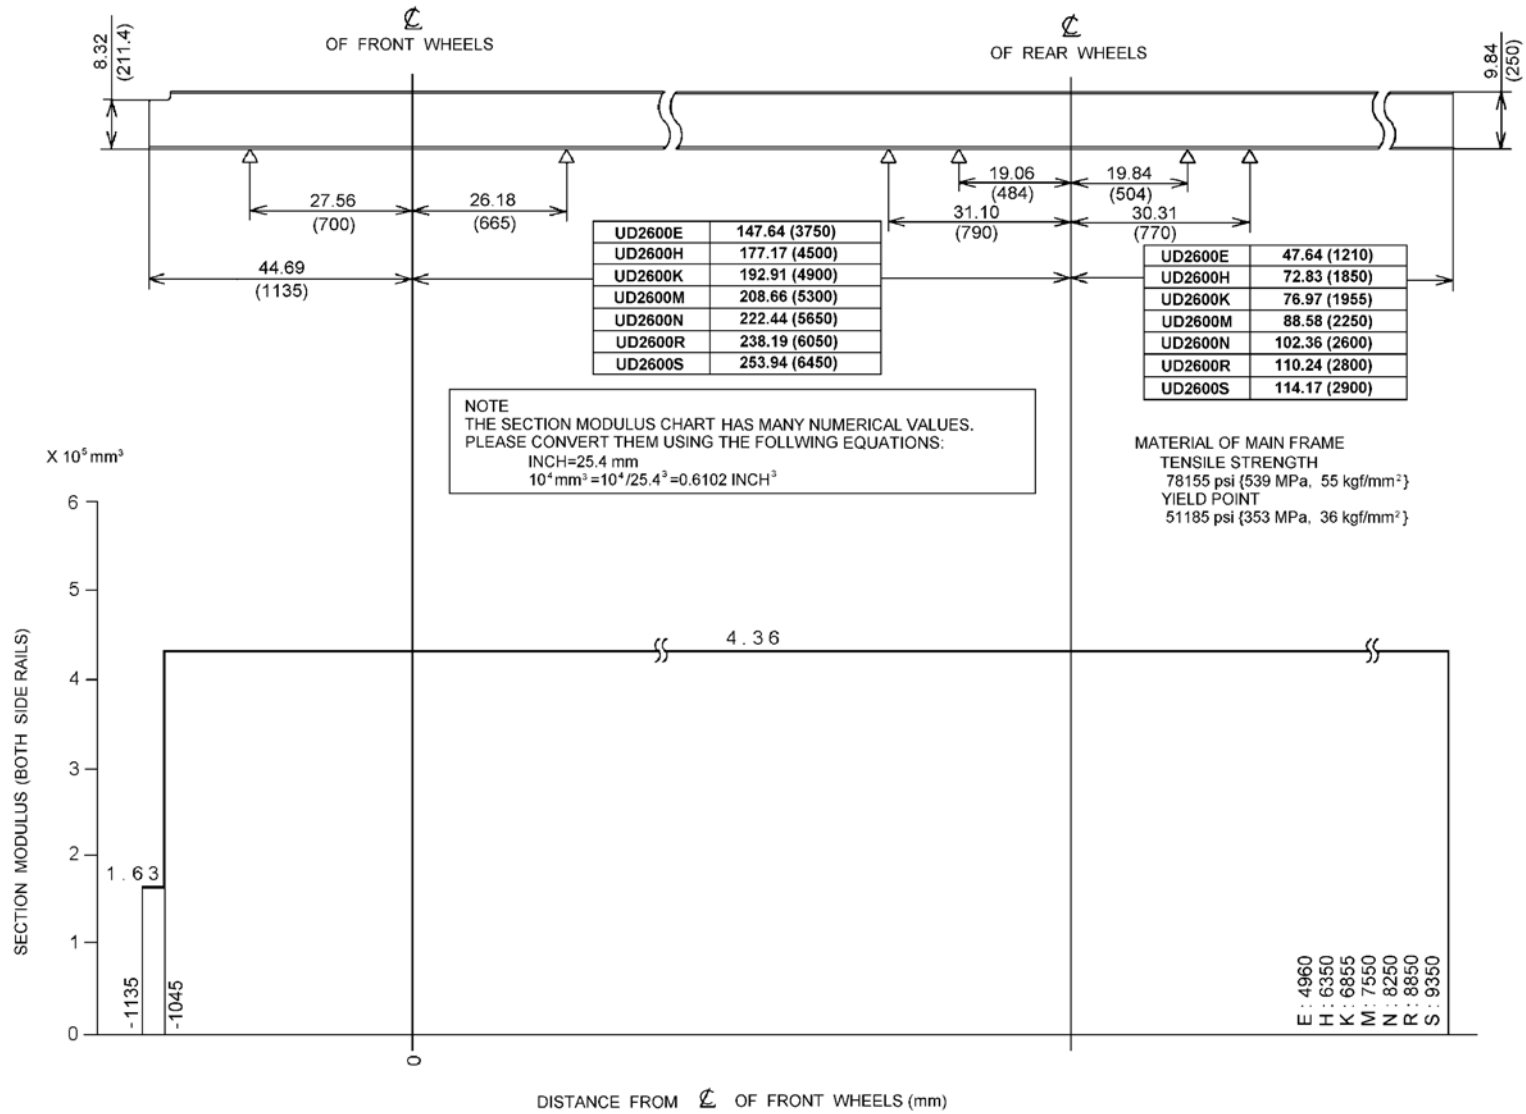 ℄
OF FRONT WHEELS
℄
OF REAR WHEELS
8.32
(211.4)
9.84
(250)
27.56
(700)
26.18
(665)
19.06
(484)
19.84
(504)
31.10
(790)
30.31
(770)
44.69
(1135)
UD2600E 147.64 (3750)
UD2600H 177.17 (4500)
UD2600K 192.91 (4900)
UD2600M 208.66 (5300)
UD2600N 222.44 (5650)
UD2600R 238.19 (6050)
UD2600S 253.94 (6450)
UD2600E 47.64 (1210)
UD2600H 72.83 (1850)
UD2600K 76.97 (1955)
UD2600M 88.58 (2250)
UD2600N 102.36 (2600)
UD2600R 110.24 (2800)
UD2600S 114.17 (2900)
NOTE
THE SECTION MODULUS CHART HAS MANY NUMERICAL VALUES.
PLEASE CONVERT THEM USING THE FOLLWING EQUATIONS:
INCH=25.4 mm
10⁴mm³=10⁴/25.4³=0.6102 INCH³
MATERIAL OF MAIN FRAME
TENSILE STRENGTH
78155 psi {539 MPa, 55 kgf/mm²}
YIELD POINT
51185 psi {353 MPa, 36 kgf/mm²}
X 10⁵mm³
6
5
4
3
2
1
0
SECTION MODULUS (BOTH SIDE RAILS)
4.36
1.63
-1135
-1045
0
E : 4960
H : 6350
K : 6855
M : 7550
N : 8250
R : 8850
S : 9350
DISTANCE FROM ℄ OF FRONT WHEELS (mm)